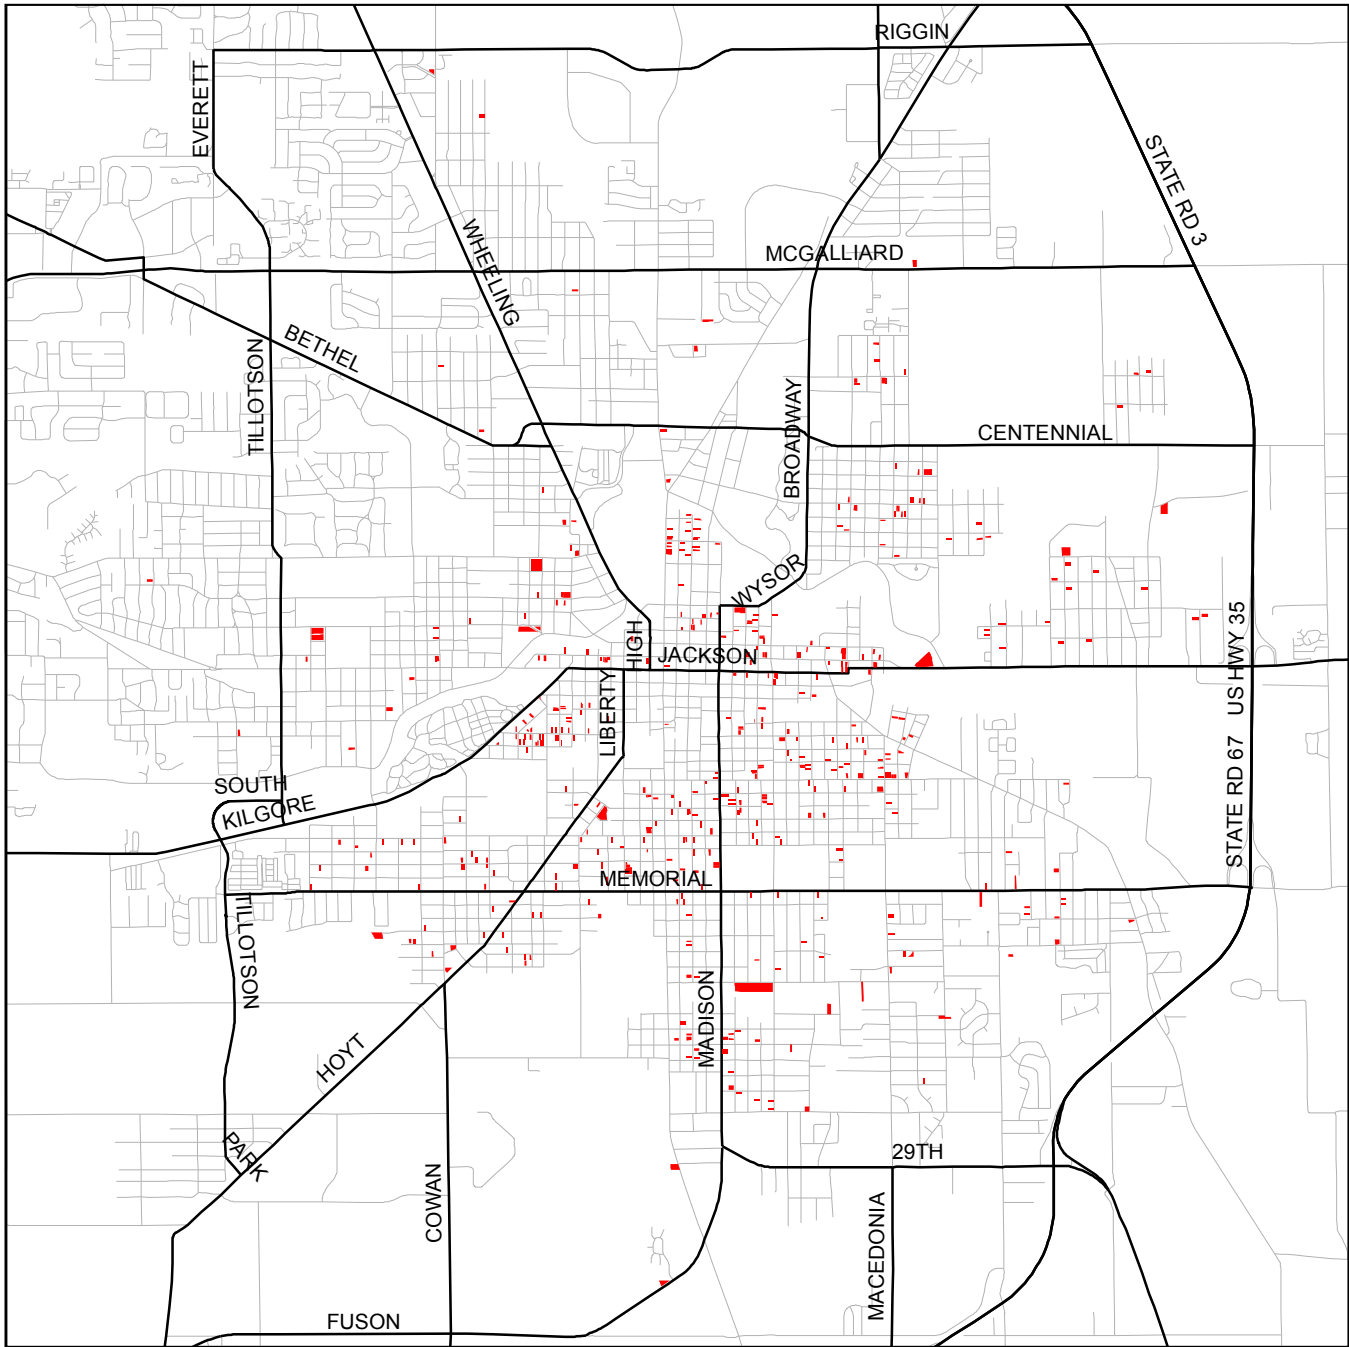 RIGGIN
EVERETT
STATE RD 3
WHEELING
MCGALLIARD
BETHEL
TILLOTSON
BROADWAY
CENTENNIAL
WYSOR
HIGH
JACKSON
LIBERTY
STATE RD 67 US HWY 35
SOUTH
KILGORE
MEMORIAL
TILLOTSON
MADISON
HOYT
PARK
29TH
COWAN
MACEDONIA
FUSON